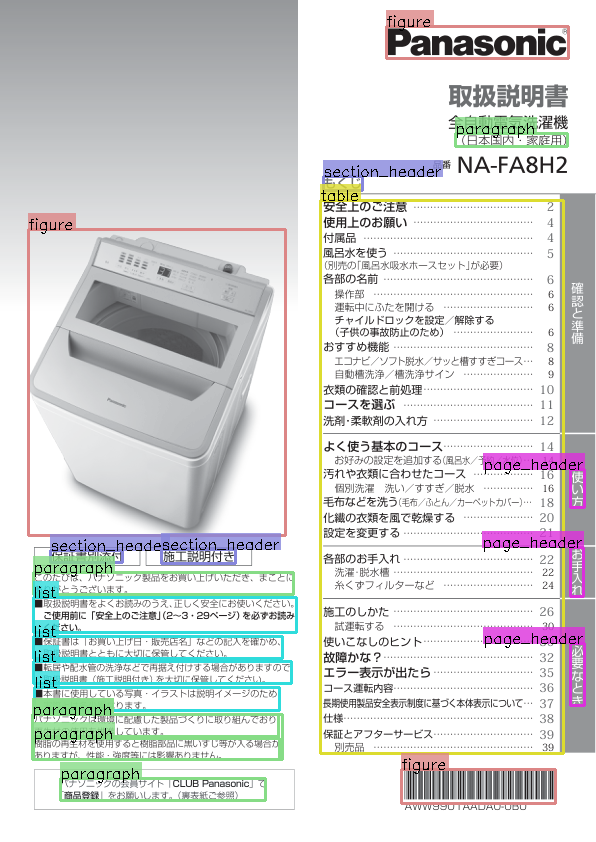 figure
Panasonic
取扱説明書
全自動電気洗濯機
paragraph
(日本国内・家庭用)
section_header
品番 NA-FA8H2
もくじ
table
安全上のご注意 2
使用上のお願い 4
付属品 4
風呂水を使う 5
(別売の「風呂水吸水ホースセット」が必要)
各部の名前 6
操作部 6
運転中にふたを開ける 6
チャイルドロックを設定/解除する
(子供の事故防止のため) 6
おすすめ機能 8
エコナビ/ソフト脱水/サッと槽すすぎコース… 8
自動槽洗浄/槽洗浄サイン 9
衣類の確認と前処理 10
コースを選ぶ 11
洗剤・柔軟剤の入れ方 12
確認と準備
よく使う基本のコース 14
お好みの設定を追加する(風呂水/予約
page_header
汚れや衣類に合わせたコース 16
個別洗濯 洗い/すすぎ/脱水 16
毛布などを洗う(毛布/ふとん/カーペットカバー)… 18
化繊の衣類を風で乾燥する 20
設定を変更する 21
使い方
page_header
各部のお手入れ 22
洗濯・脱水槽 22
糸くずフィルターなど 24
お手入れ
施工のしかた 26
試運転する 30
page_header
使いこなしのヒント
故障かな? 32
エラー表示が出たら 35
コース運転内容 36
長期使用製品安全表示制度に基づく本体表示について… 37
仕様 38
保証とアフターサービス 39
別売品 39
必要なとき
figure
figure
Panasonic
section_header
保証書別添付
section_header
施工説明付き
paragraph
このたびは、パナソニック製品をお買い上げいただき、まことに
がとうございます。
list
■取扱説明書をよくお読みのうえ、正しく安全にお使いください。
ご使用前に「安全上のご注意」(2〜3・29ページ)を必ずお読み
ださい。
list
■保証書は「お買い上げ日・販売店名」などの記入を確かめ、
説明書とともに大切に保管してください。
list
■転居や配水管の洗浄などで再据え付けする場合がありますので
説明書(施工説明付き)を大切に保管してください。
list
■本書に使用している写真・イラストは説明イメージのため
ります。
paragraph
パナソニックは環境に配慮した製品づくりに取り組んでおり
しています。
paragraph
樹脂の再生材を使用すると樹脂部品に黒いすじ等が入る場合が
ありますが、性能・強度等には影響ありません。
paragraph
パナソニックの会員サイト「CLUB Panasonic」で
「商品登録」をお願いします。(裏表紙ご参照)